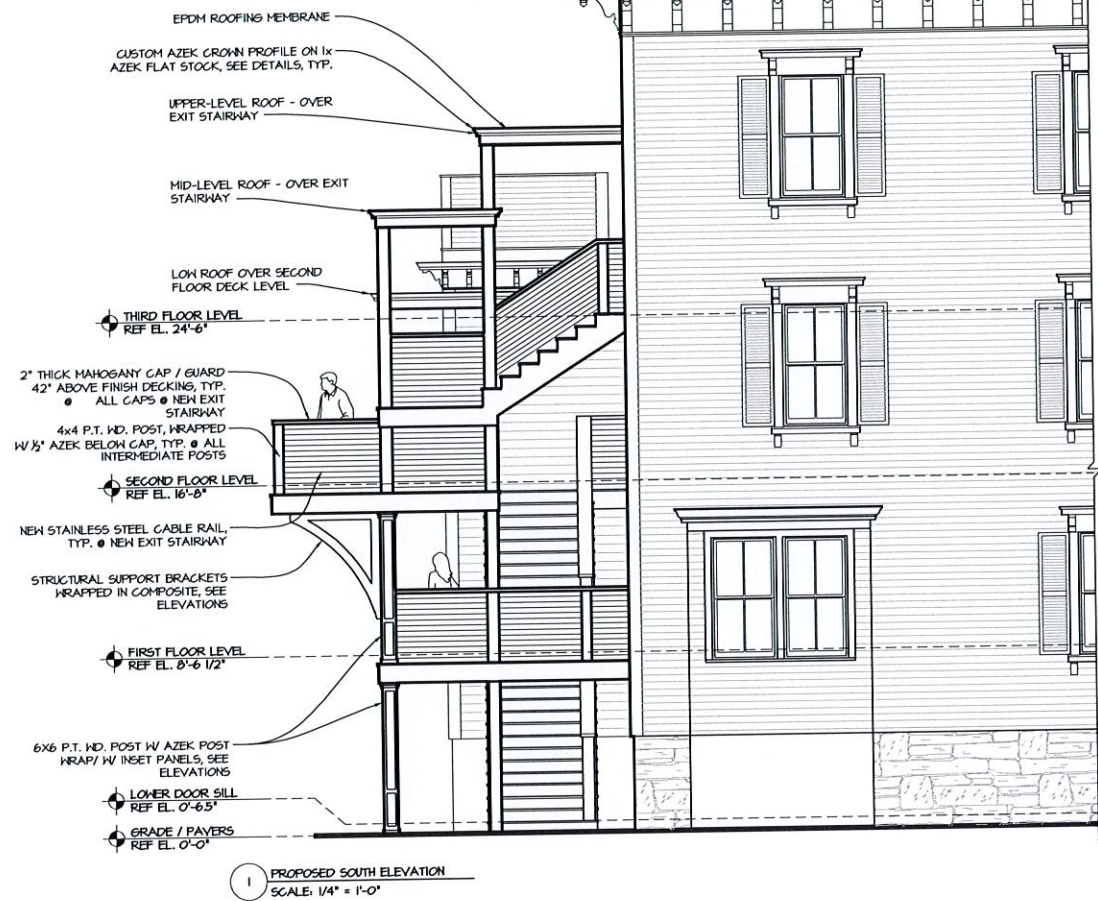 EPDM ROOFING MEMBRANE
CUSTOM AZEK CROWN PROFILE ON 1x
AZEK FLAT STOCK, SEE DETAILS, TYP.
UPPER-LEVEL ROOF - OVER
EXIT STAIRWAY
MID-LEVEL ROOF - OVER EXIT
STAIRWAY
LOW ROOF OVER SECOND
FLOOR DECK LEVEL
THIRD FLOOR LEVEL
REF EL. 24'-6"
2" THICK MAHOGANY CAP / GUARD
42" ABOVE FINISH DECKING, TYP.
@ ALL CAPS @ NEW EXIT
STAIRWAY
4x4 P.T. WD. POST, WRAPPED
W/ 1/2" AZEK BELOW CAP, TYP. @ ALL
INTERMEDIATE POSTS
SECOND FLOOR LEVEL
REF EL. 16'-8"
NEW STAINLESS STEEL CABLE RAIL,
TYP. @ NEW EXIT STAIRWAY
STRUCTURAL SUPPORT BRACKETS
WRAPPED IN COMPOSITE, SEE
ELEVATIONS
FIRST FLOOR LEVEL
REF EL. 8'-6 1/2"
6X6 P.T. WD. POST W/ AZEK POST
WRAP/ W/ INSET PANELS, SEE
ELEVATIONS
LOWER DOOR SILL
REF EL. 0'-6.5"
GRADE / PAVERS
REF EL. 0'-0"
1 PROPOSED SOUTH ELEVATION
SCALE: 1/4" = 1'-0"